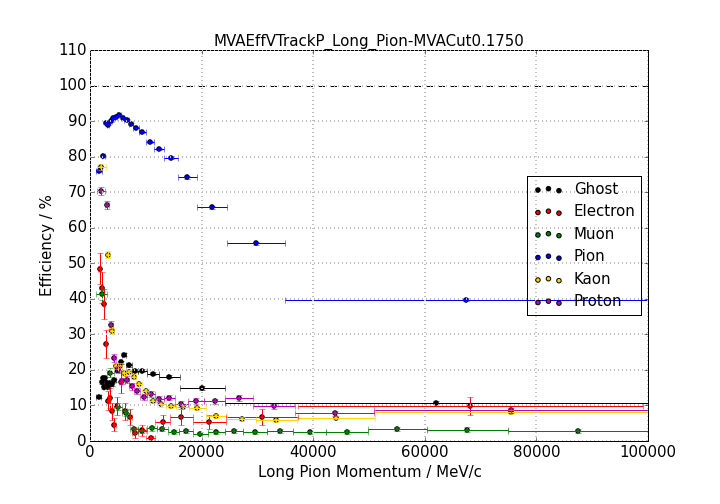 MVAEffVTrackP_Long_Pion-MVACut0.1750
110
100
90
80
70
60
50
40
30
20
10
0
Efficiency / %
Ghost
Electron
Muon
Pion
Kaon
Proton
0 20000 40000 60000 80000 100000
Long Pion Momentum / MeV/c